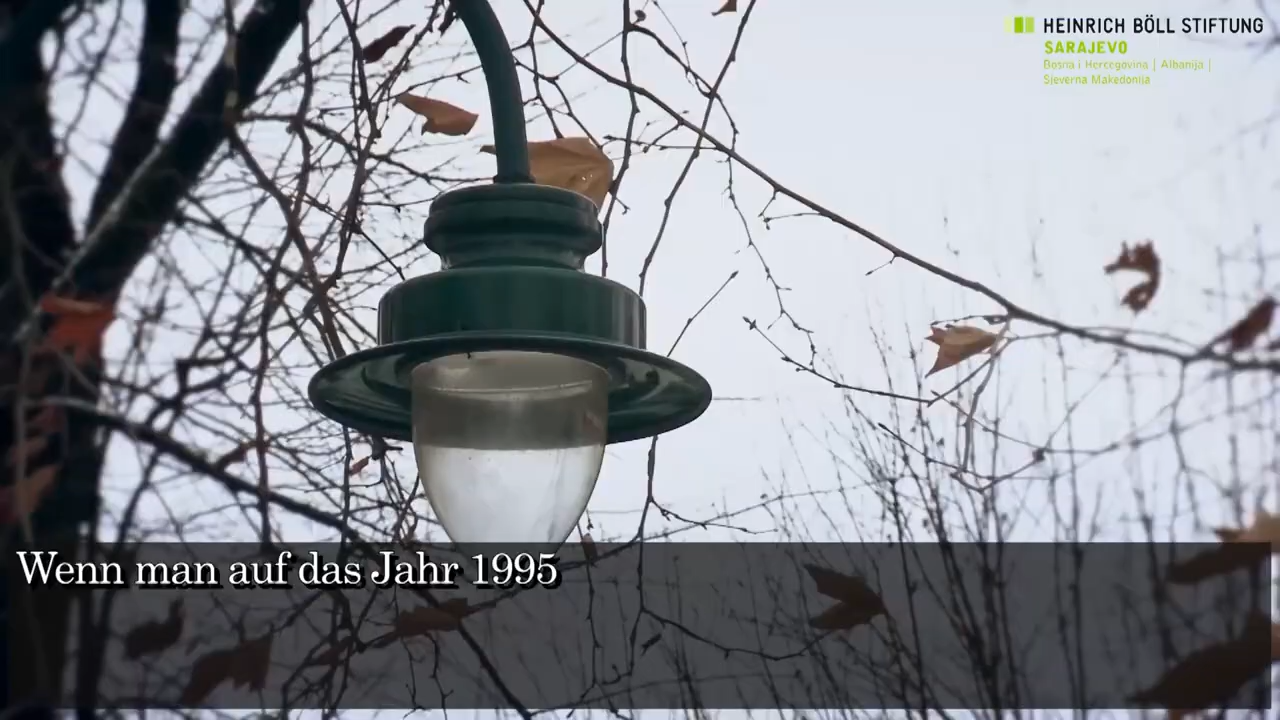 HEINRICH BÖLL STIFTUNG
SARAJEVO
Bosna i Hercegovina | Albanija |
Sjeverna Makedonija
Wenn man auf das Jahr 1995